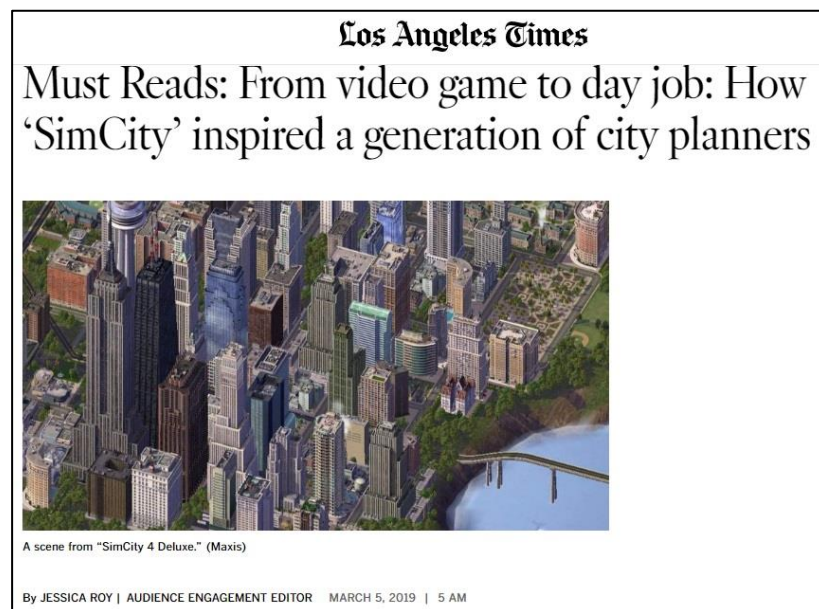 Los Angeles Times
Must Reads: From video game to day job: How
‘SimCity’ inspired a generation of city planners
A scene from “SimCity 4 Deluxe.” (Maxis)
By JESSICA ROY | AUDIENCE ENGAGEMENT EDITOR MARCH 5, 2019 | 5 AM